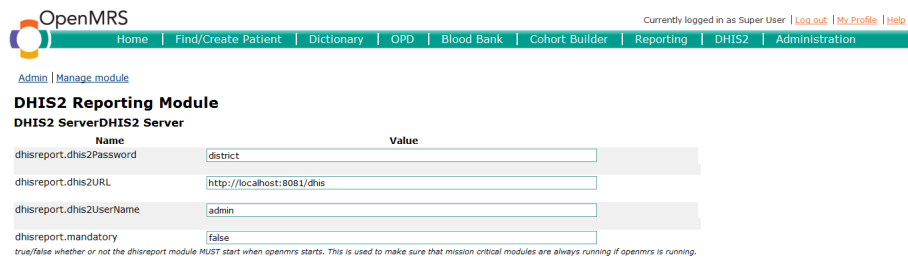 OpenMRS
Currently logged in as Super User | Log out | My Profile | Help
Home | Find/Create Patient | Dictionary | OPD | Blood Bank | Cohort Builder | Reporting | DHIS2 | Administration
Admin | Manage module
DHIS2 Reporting Module
DHIS2 ServerDHIS2 Server
Name Value
dhisreport.dhis2Password district
dhisreport.dhis2URL http://localhost:8081/dhis
dhisreport.dhis2UserName admin
dhisreport.mandatory false
true/false whether or not the dhisreport module MUST start when openmrs starts. This is used to make sure that mission critical modules are always running if openmrs is running.